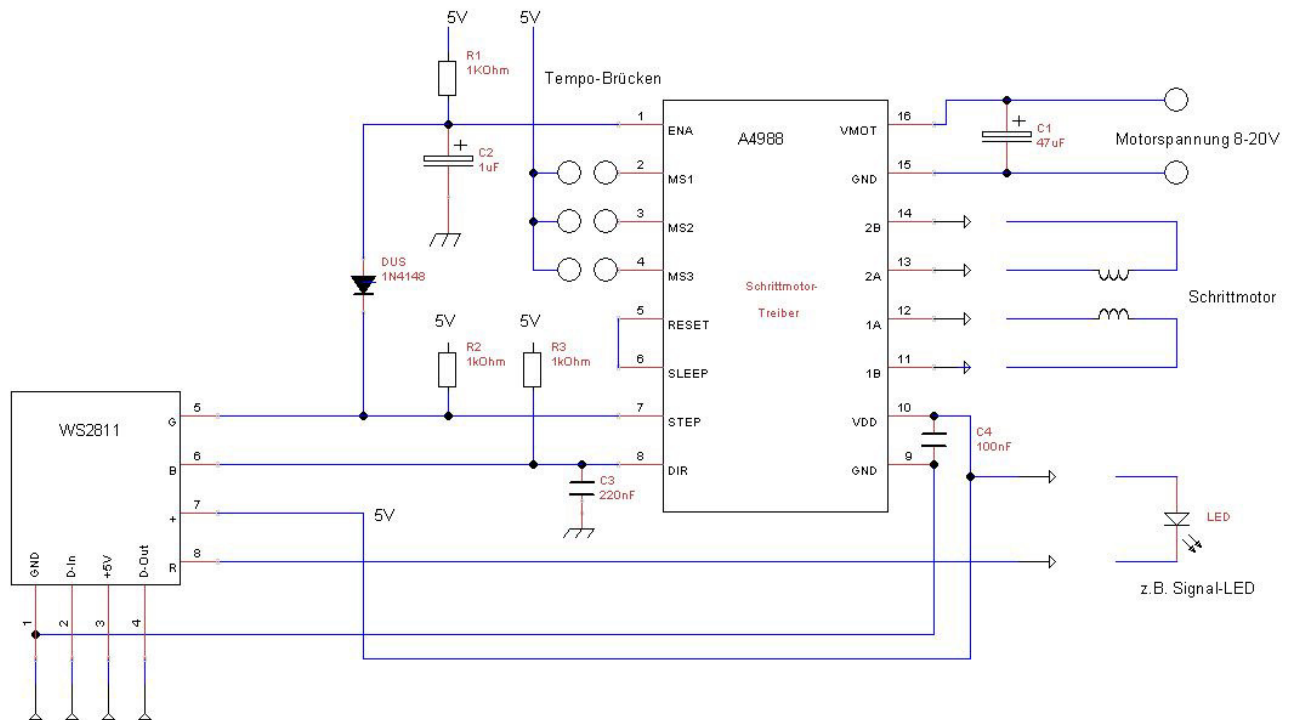 5V
5V
R1
1KOhm
Tempo-Brücken
1
ENA
A4988
VMOT
16
C1
47uF
Motorspannung 8-20V
C2
1uF
2
MS1
GND
15
3
MS2
2B
14
4
MS3
2A
13
DUS
1N4148
Schrittmotor-
Treiber
Schrittmotor
5
RESET
1A
12
5V
5V
R2
1kOhm
R3
1kOhm
6
SLEEP
1B
11
WS2811
G
5
7
STEP
VDD
10
C4
100nF
B
6
8
DIR
GND
9
C3
220nF
+
7
5V
LED
R
8
GND
D-In
+5V
D-Out
z.B. Signal-LED
1
2
3
4